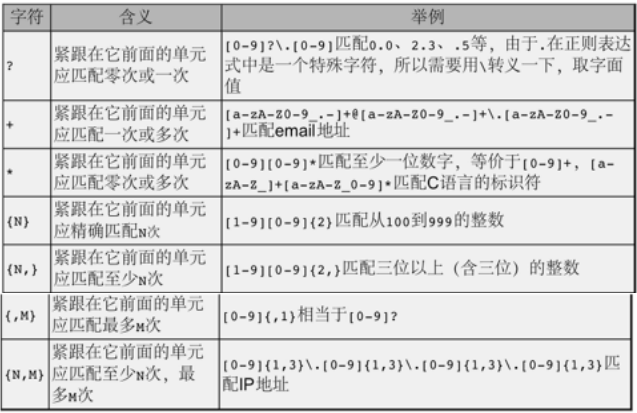 字符 含义 举例
? 紧跟在它前面的单元 [0-9]?\.[0-9]匹配0.0、2.3、.5等，由于.在正则表达
应匹配零次或一次 式中是一个特殊字符，所以需要用\转义一下，取字面
值
+ 紧跟在它前面的单元 [a-zA-Z0-9_.-]+@[a-zA-Z0-9_.-]+\.[a-zA-Z0-9_.-
应匹配一次或多次 ]+匹配email地址
* 紧跟在它前面的单元 [0-9][0-9]*匹配至少一位数字，等价于[0-9]+，[a-
应匹配零次或多次 zA-Z_]+[a-zA-Z_0-9]*匹配C语言的标识符
{N} 紧跟在它前面的单元 [1-9][0-9]{2}匹配从100到999的整数
应精确匹配N次
{N,} 紧跟在它前面的单元 [1-9][0-9]{2,}匹配三位以上（含三位）的整数
应匹配至少N次
{,M} 紧跟在它前面的单元 [0-9]{,1}相当于[0-9]?
应匹配最多M次
{N,M} 紧跟在它前面的单元 [0-9]{1,3}\.[0-9]{1,3}\.[0-9]{1,3}\.[0-9]{1,3}匹
应匹配至少N次，最 配IP地址
多M次